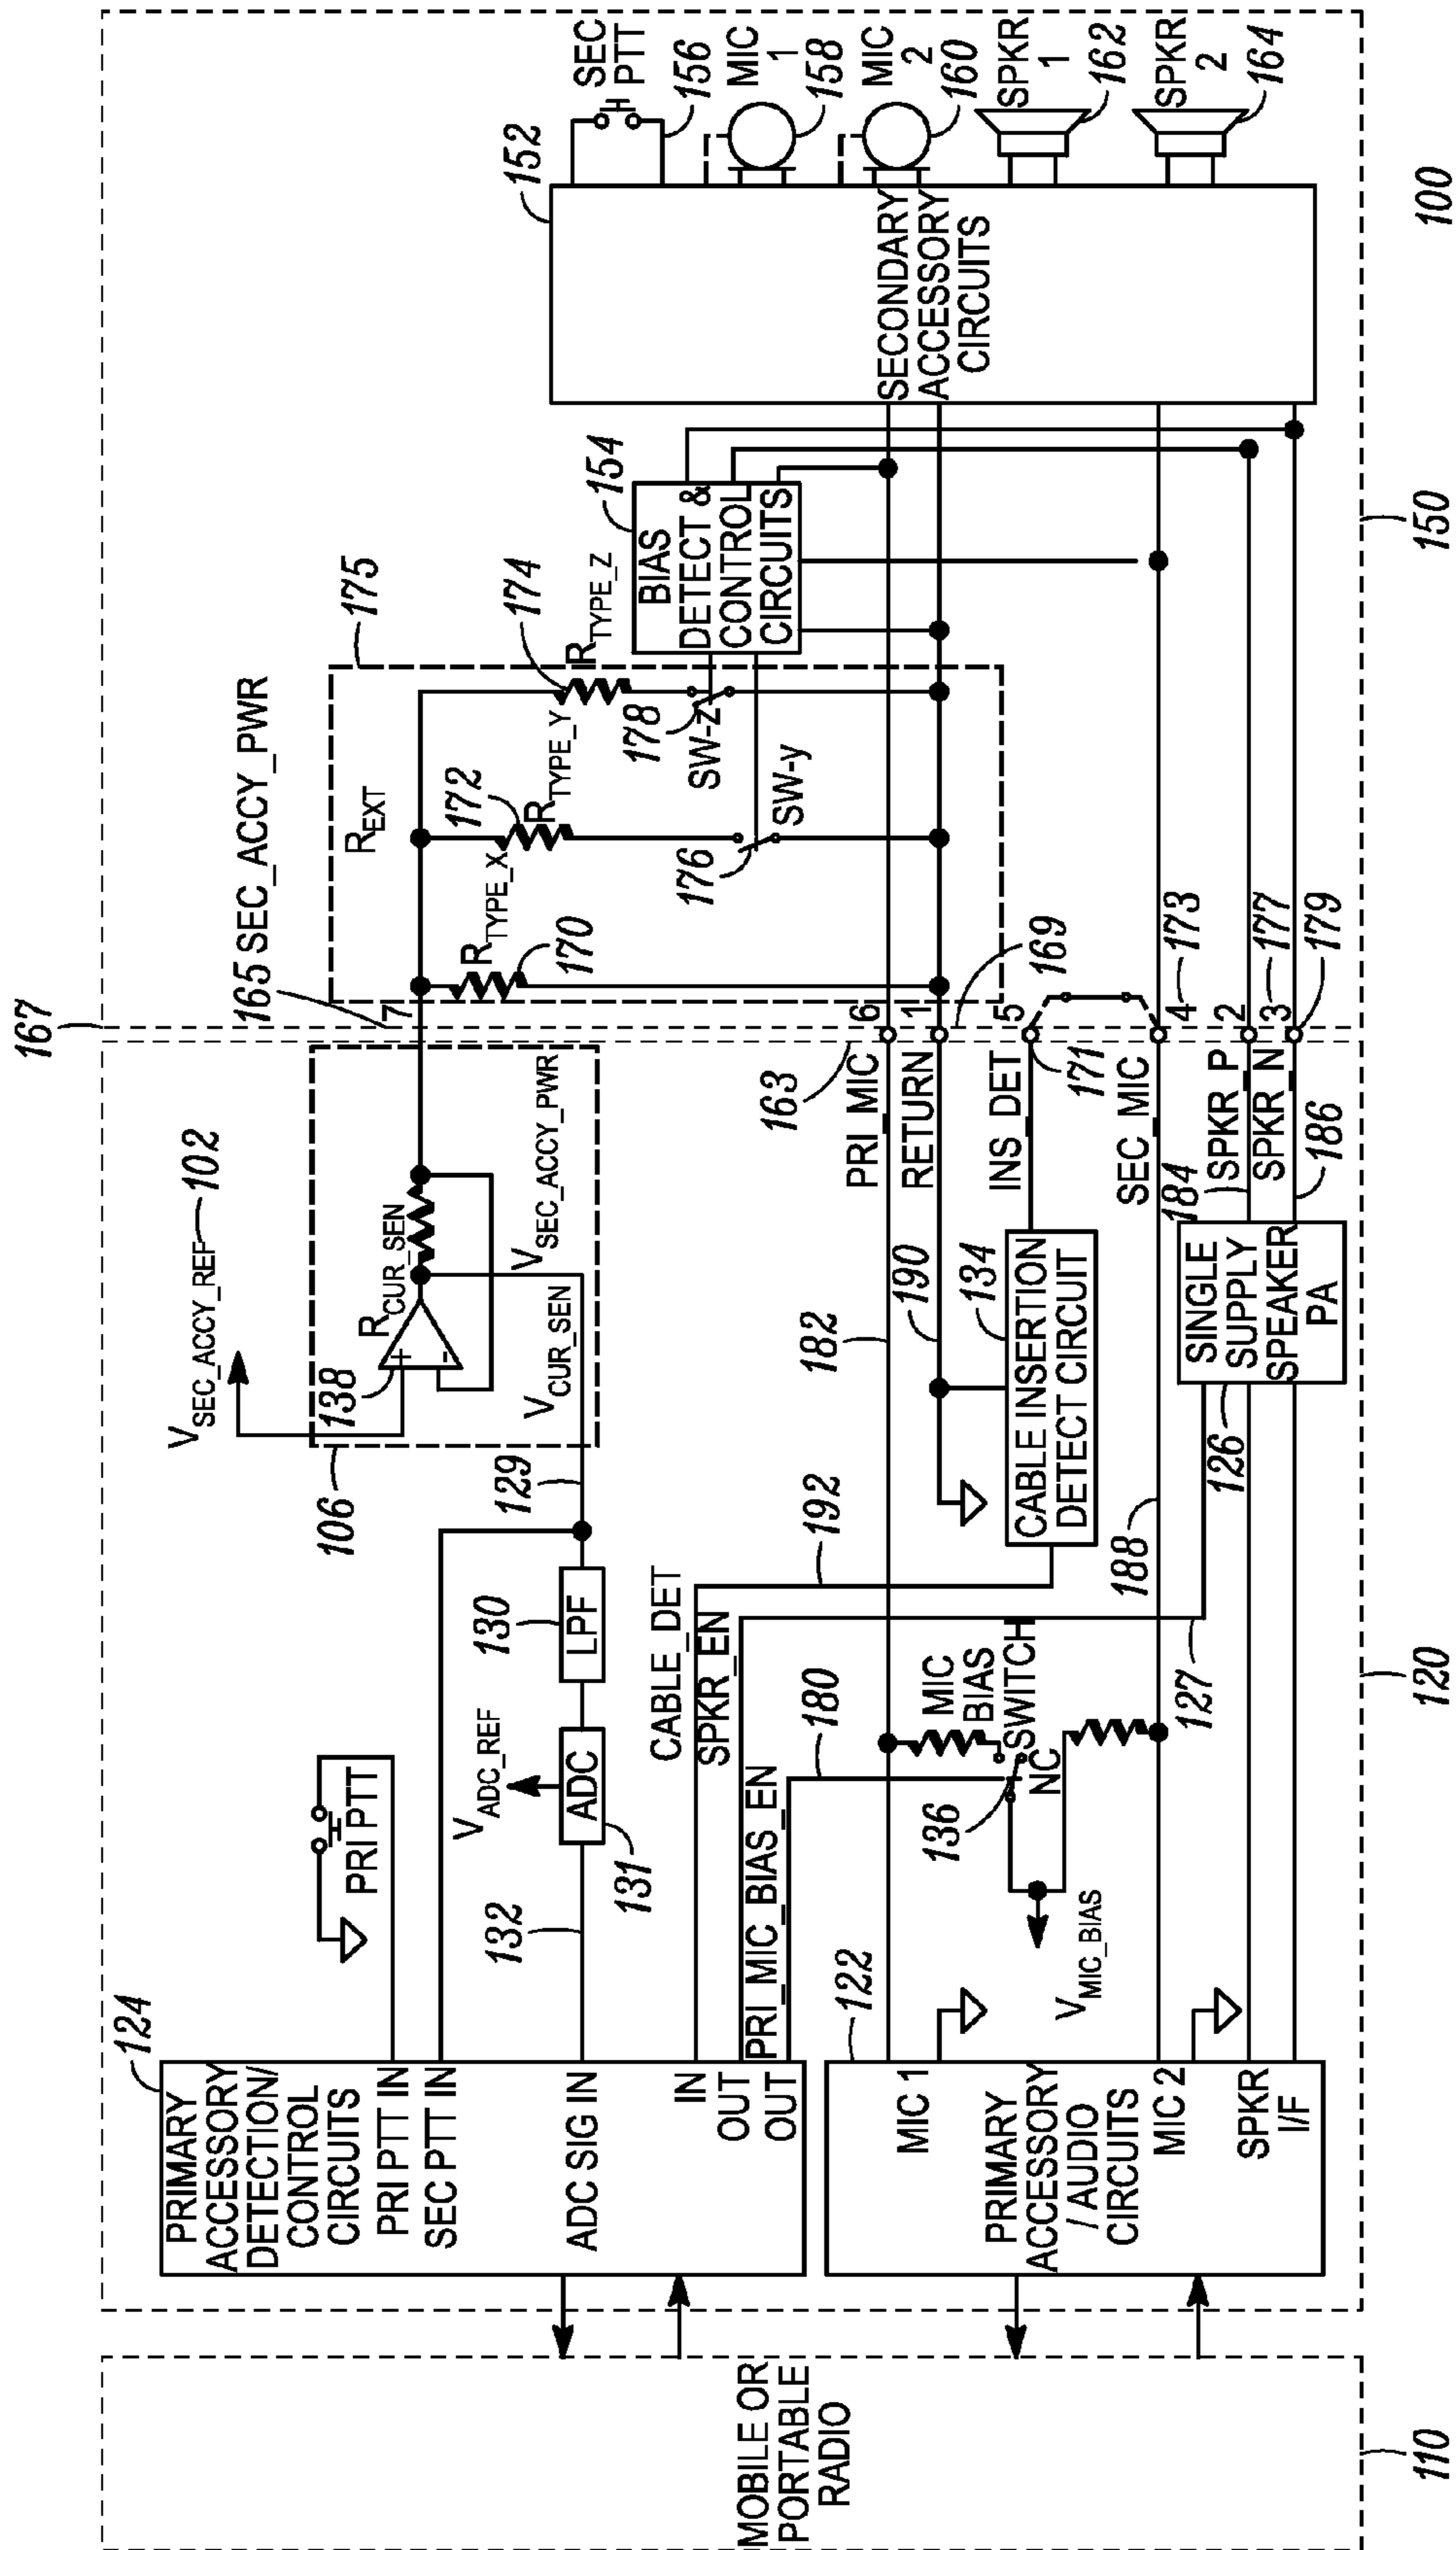 MOBILE OR
PORTABLE
RADIO
110
124
PRIMARY
ACCESSORY
DETECTION/
CONTROL
CIRCUITS
PRI PTT IN
SEC PTT IN
ADC SIG IN
IN
OUT
OUT
122
MIC 1
PRIMARY
ACCESSORY
/ AUDIO
CIRCUITS
MIC 2
SPKR
I/F
PRI PTT
132
131
ADC
V_ADC_REF
130
LPF
129
CABLE_DET
SPKR_EN
PRI_MIC_BIAS_EN
180
192
136
MIC
BIAS
SWITCH
NC
V_MIC_BIAS
127
120
106
V_SEC_ACCY_REF
102
138
R_CUR_SEN
V_CUR_SEN
V_SEC_ACCY_PWR
182
190
134
CABLE INSERTION
DETECT CIRCUIT
188
126
SINGLE
SUPPLY
SPEAKER
PA
184
186
163
PRI_MIC
RETURN
INS_DET
SEC_MIC
SPKR_P
SPKR_N
167
165 SEC_ACCY_PWR
7
6
1
5
4
2
3
169
171
173
177
179
175
R_EXT
R_TYPE_X
170
172
R_TYPE_Y
174
R_TYPE_Z
176
SW-y
178
SW-z
154
BIAS
DETECT &
CONTROL
CIRCUITS
152
SECONDARY
ACCESSORY
CIRCUITS
SEC
PTT
156
MIC
1
158
MIC
2
160
SPKR
1
162
SPKR
2
164
150
100